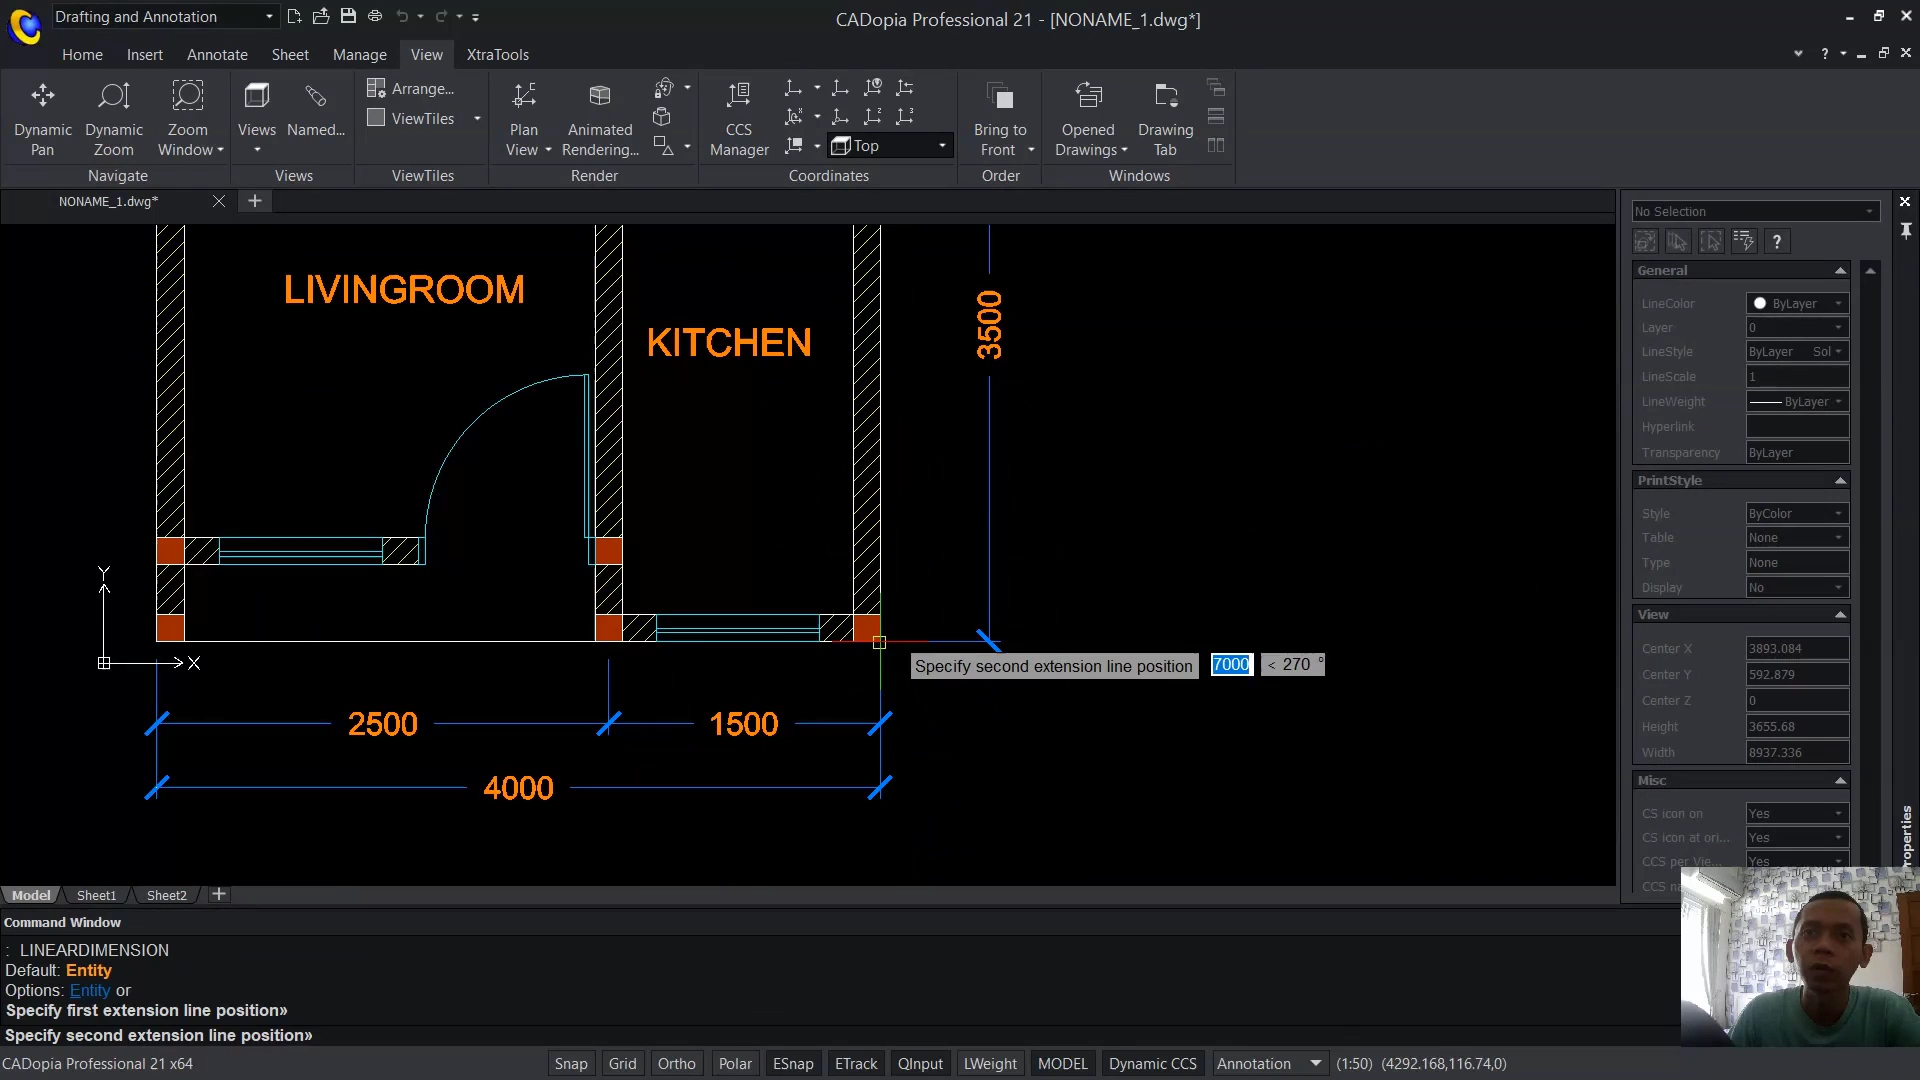 Drafting and Annotation
CADopia Professional 21 - [NONAME_1.dwg*]
Home
Insert
Annotate
Sheet
Manage
View
XtraTools
?
Dynamic Pan
Dynamic Zoom
Zoom Window
Navigate
Views
Named...
Views
Arrange...
ViewTiles
ViewTiles
Plan View
Animated Rendering...
Render
CCS Manager
Top
Coordinates
Bring to Front
Order
Opened Drawings
Drawing Tab
Windows
NONAME_1.dwg*
LIVINGROOM
KITCHEN
3500
Y
X
Specify second extension line position
7000
< 270 °
2500
1500
4000
No Selection
?
General
LineColor ByLayer
Layer 0
LineStyle ByLayer Sol
LineScale 1
LineWeight ByLayer
Hyperlink
Transparency ByLayer
PrintStyle
Style ByColor
Table None
Type None
Display No
View
Center X 3893.084
Center Y 592.879
Center Z 0
Height 3655.68
Width 8937.336
Misc
CS icon on Yes
CS icon at ori... Yes
CCS per Vie... Yes
CCS na
Model
Sheet1
Sheet2
Command Window
: LINEARDIMENSION
Default: Entity
Options: Entity or
Specify first extension line position»
Specify second extension line position»
CADopia Professional 21 x64
Snap
Grid
Ortho
Polar
ESnap
ETrack
QInput
LWeight
MODEL
Dynamic CCS
Annotation
(1:50)
(4292.168,116.74,0)